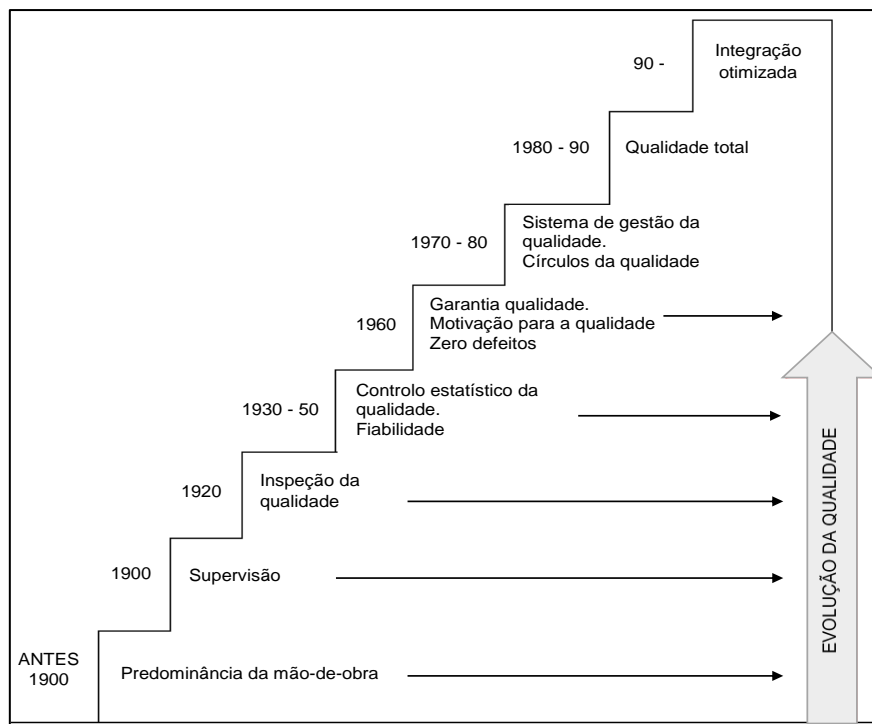 90 -
Integração
otimizada
1980 - 90
Qualidade total
1970 - 80
Sistema de gestão da
qualidade.
Círculos da qualidade
1960
Garantia qualidade.
Motivação para a qualidade
Zero defeitos
1930 - 50
Controlo estatístico da
qualidade.
Fiabilidade
1920
Inspeção da
qualidade
1900
Supervisão
ANTES
1900
Predominância da mão-de-obra
EVOLUÇÃO DA QUALIDADE